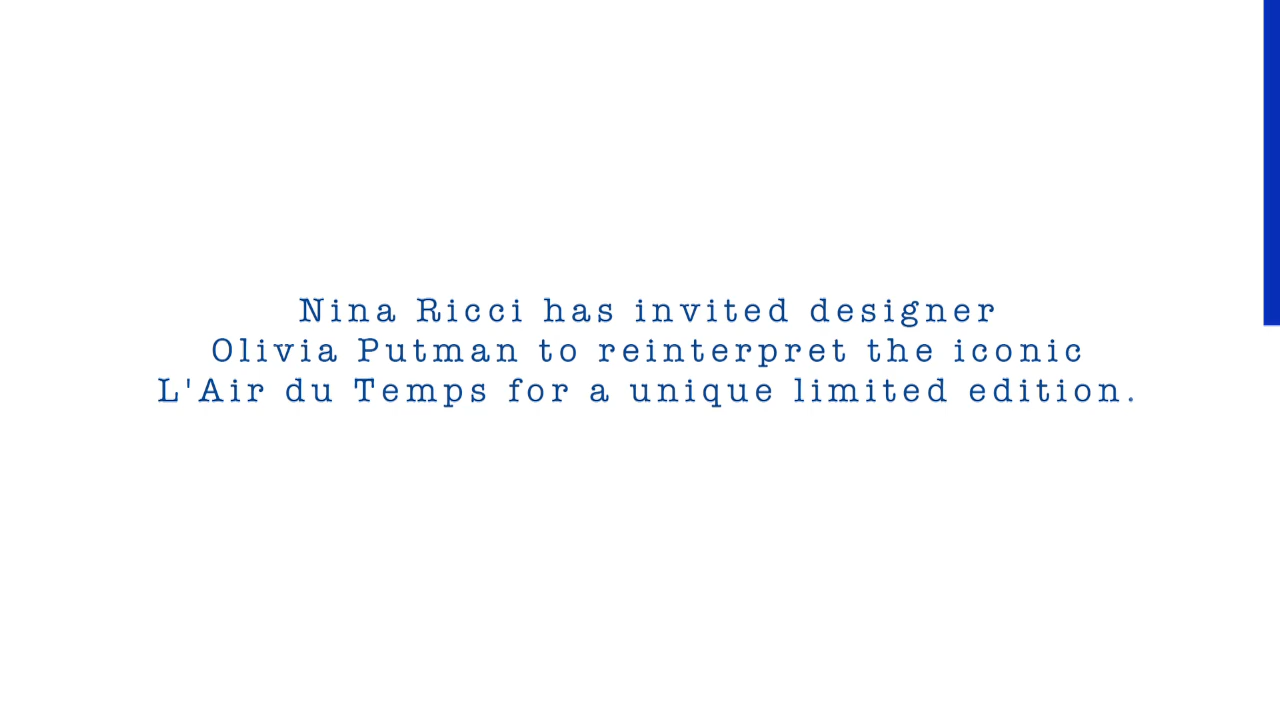 Nina Ricci has invited designer
Olivia Putman to reinterpret the iconic
L'Air du Temps for a unique limited edition.